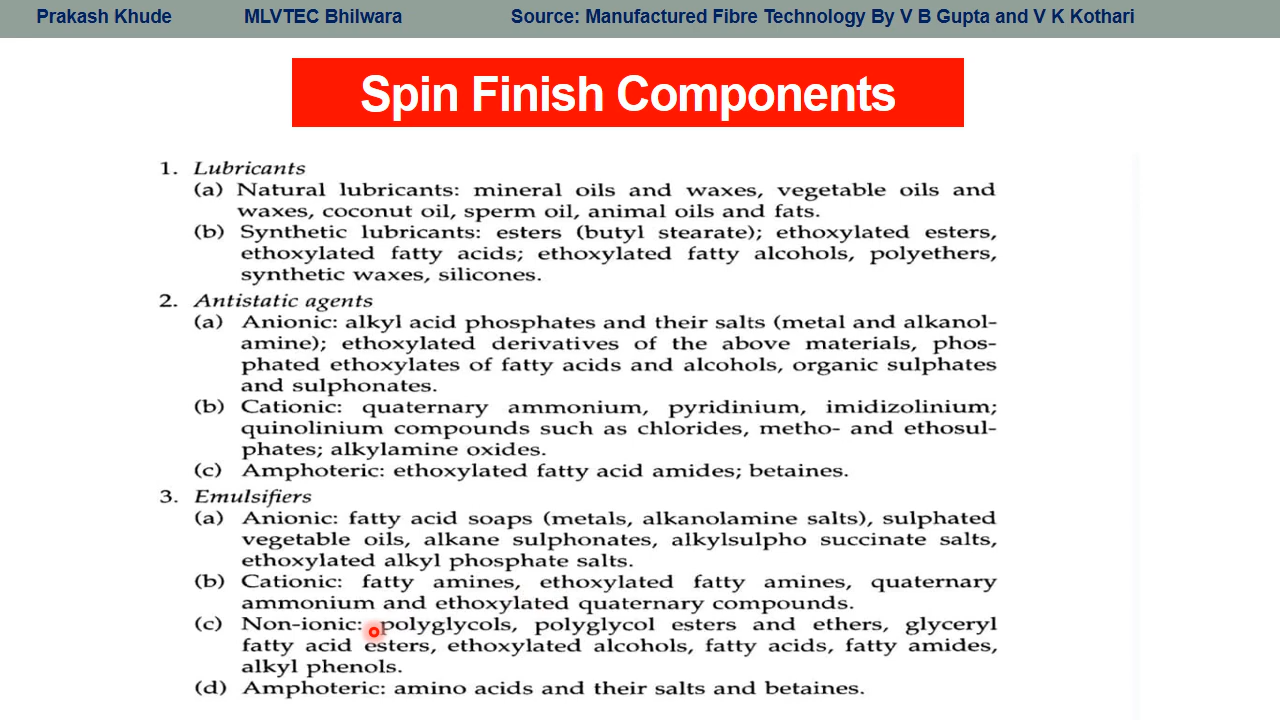 Prakash Khude MLVTEC Bhilwara Source: Manufactured Fibre Technology By V B Gupta and V K Kothari
Spin Finish Components
1. Lubricants
(a) Natural lubricants: mineral oils and waxes, vegetable oils and
waxes, coconut oil, sperm oil, animal oils and fats.
(b) Synthetic lubricants: esters (butyl stearate); ethoxylated esters,
ethoxylated fatty acids; ethoxylated fatty alcohols, polyethers,
synthetic waxes, silicones.
2. Antistatic agents
(a) Anionic: alkyl acid phosphates and their salts (metal and alkanol-
amine); ethoxylated derivatives of the above materials, phos-
phated ethoxylates of fatty acids and alcohols, organic sulphates
and sulphonates.
(b) Cationic: quaternary ammonium, pyridinium, imidizolinium;
quinolinium compounds such as chlorides, metho- and ethosul-
phates; alkylamine oxides.
(c) Amphoteric: ethoxylated fatty acid amides; betaines.
3. Emulsifiers
(a) Anionic: fatty acid soaps (metals, alkanolamine salts), sulphated
vegetable oils, alkane sulphonates, alkylsulpho succinate salts,
ethoxylated alkyl phosphate salts.
(b) Cationic: fatty amines, ethoxylated fatty amines, quaternary
ammonium and ethoxylated quaternary compounds.
(c) Non-ionic: polyglycols, polyglycol esters and ethers, glyceryl
fatty acid esters, ethoxylated alcohols, fatty acids, fatty amides,
alkyl phenols.
(d) Amphoteric: amino acids and their salts and betaines.